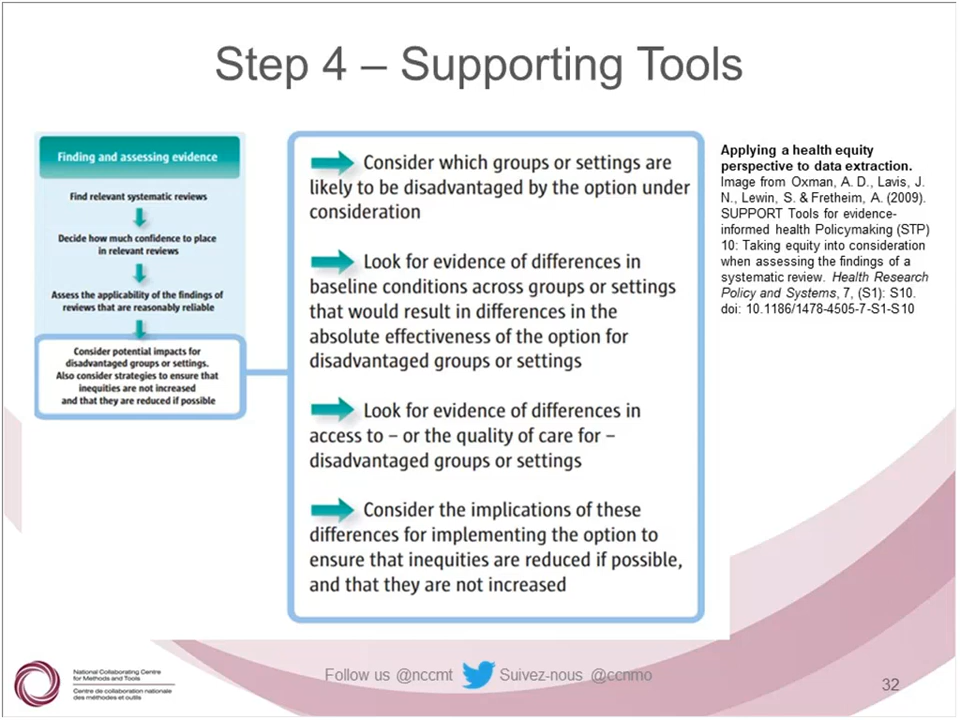 Step 4 – Supporting Tools
Finding and assessing evidence
Find relevant systematic reviews
Decide how much confidence to place
in relevant reviews
Assess the applicability of the findings of
reviews that are reasonably reliable
Consider potential impacts for
disadvantaged groups or settings.
Also consider strategies to ensure that
inequities are not increased
and that they are reduced if possible
Consider which groups or settings are
likely to be disadvantaged by the option under
consideration
Look for evidence of differences in
baseline conditions across groups or settings
that would result in differences in the
absolute effectiveness of the option for
disadvantaged groups or settings
Look for evidence of differences in
access to – or the quality of care for –
disadvantaged groups or settings
Consider the implications of these
differences for implementing the option to
ensure that inequities are reduced if possible,
and that they are not increased
Applying a health equity
perspective to data extraction.
Image from Oxman, A. D., Lavis, J.
N., Lewin, S. & Fretheim, A. (2009).
SUPPORT Tools for evidence-
informed health Policymaking (STP)
10: Taking equity into consideration
when assessing the findings of a
systematic review. Health Research
Policy and Systems, 7, (S1): S10.
doi: 10.1186/1478-4505-7-S1-S10
National Collaborating Centre
for Methods and Tools
Centre de collaboration nationale
des méthodes et outils
Follow us @nccmt Suivez-nous @ccnmo
32